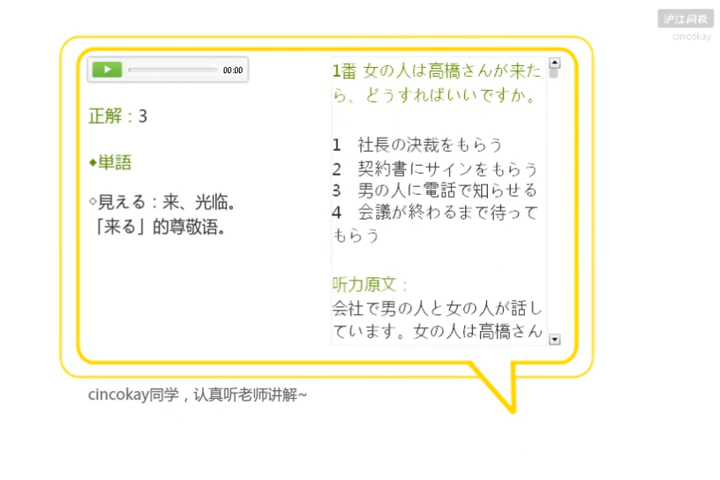 沪江网校
cincokay
00:00
正解：3
◆単語
◇見える：来、光临。
「来る」的尊敬语。
1番 女の人は高橋さんが来た
ら、どうすればいいですか。
1 社長の決裁をもらう
2 契約書にサインをもらう
3 男の人に電話で知らせる
4 会議が終わるまで待って
もらう
听力原文：
会社で男の人と女の人が話し
ています。女の人は高橋さん
cincokay同学，认真听老师讲解~